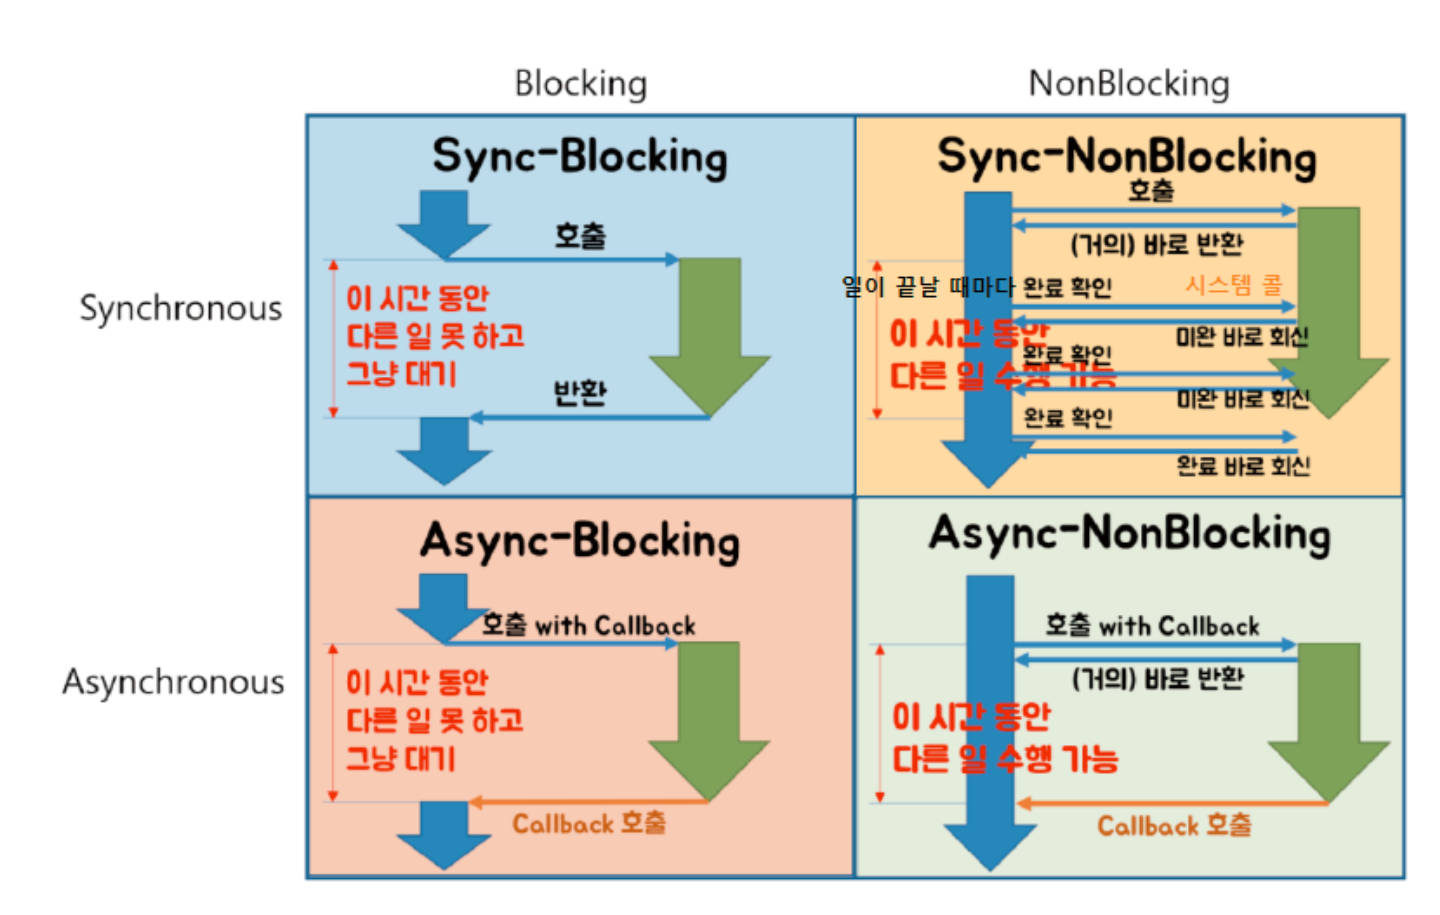 Blocking
NonBlocking
Synchronous
Sync-Blocking
호출
이 시간 동안
다른 일 못 하고
그냥 대기
반환
Sync-NonBlocking
호출
(거의) 바로 반환
일이 끝날 때마다 완료 확인
시스템 콜
이 시간 동안
다른 일 수행 가능
미완 바로 회신
완료 확인
미완 바로 회신
완료 확인
완료 바로 회신
Asynchronous
Async-Blocking
호출 with Callback
이 시간 동안
다른 일 못 하고
그냥 대기
Callback 호출
Async-NonBlocking
호출 with Callback
(거의) 바로 반환
이 시간 동안
다른 일 수행 가능
Callback 호출